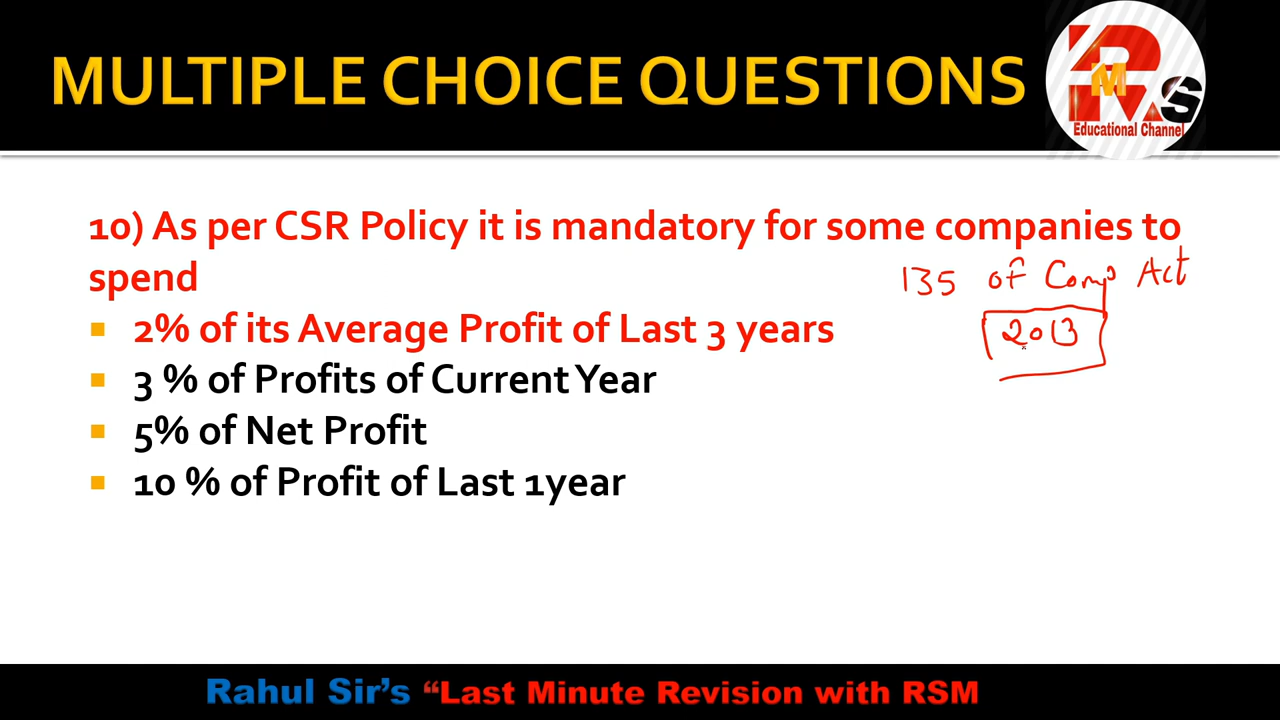 MULTIPLE CHOICE QUESTIONS
RMS
Educational Channel
10) As per CSR Policy it is mandatory for some companies to
spend
135 of Comp Act
2013
2% of its Average Profit of Last 3 years
3 % of Profits of Current Year
5% of Net Profit
10 % of Profit of Last 1year
Rahul Sir's “Last Minute Revision with RSM